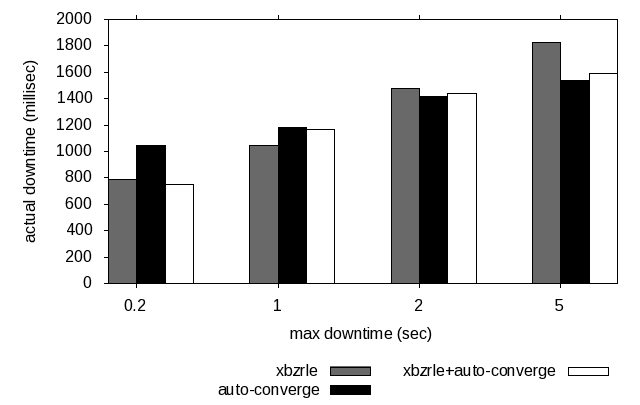 actual downtime (millisec)
2000
1800
1600
1400
1200
1000
800
600
400
200
0
0.2 1 2 5
max downtime (sec)
xbzrle xbzrle+auto-converge
auto-converge